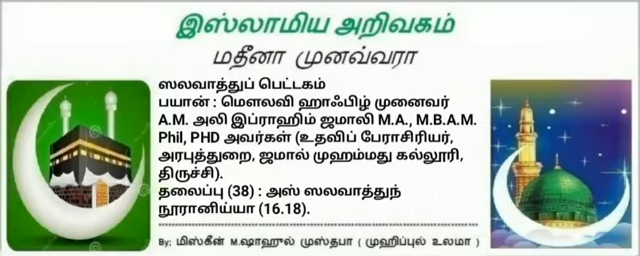 இஸ்லாமிய அறிவகம்
மதீனா முனவ்வரா
ஸலவாத்துப் பெட்டகம்
பயான் : மௌலவி ஹாஃபிழ் முனைவர்
A.M. அலி இப்ராஹிம் ஜமாலி M.A., M.B.A.M.
Phil, PHD அவர்கள் (உதவிப் பேராசிரியர்,
அரபுத்துறை, ஜமால் முஹம்மது கல்லூரி,
திருச்சி).
தலைப்பு (38) : அஸ் ஸலவாத்துந்
நூரானிய்யா (16.18).
By; மிஸ்கீன் M.ஷாஹுல் முஸ்தபா ( முஹிப்புல் உலமா )